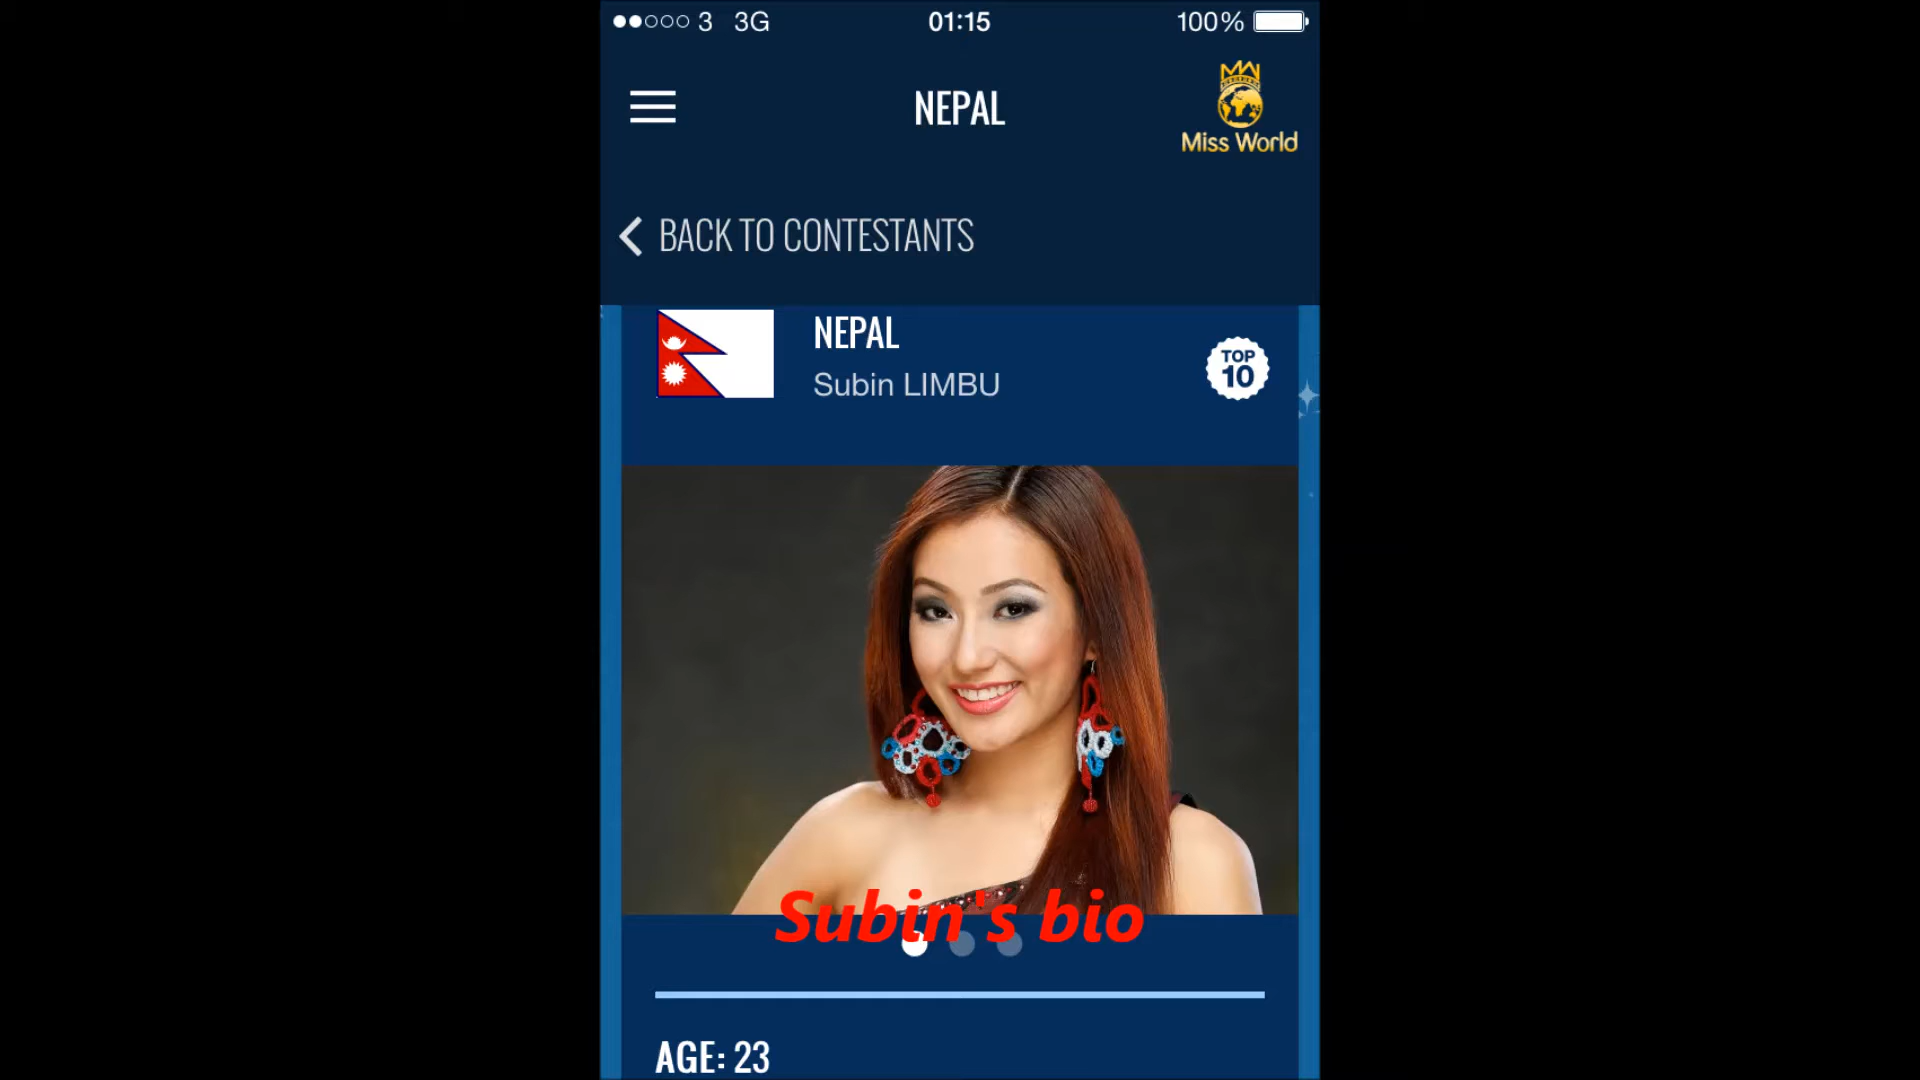 3 3G 01:15 100%
NEPAL
Miss World
BACK TO CONTESTANTS
NEPAL
Subin LIMBU
TOP
10
Subin's bio
AGE: 23